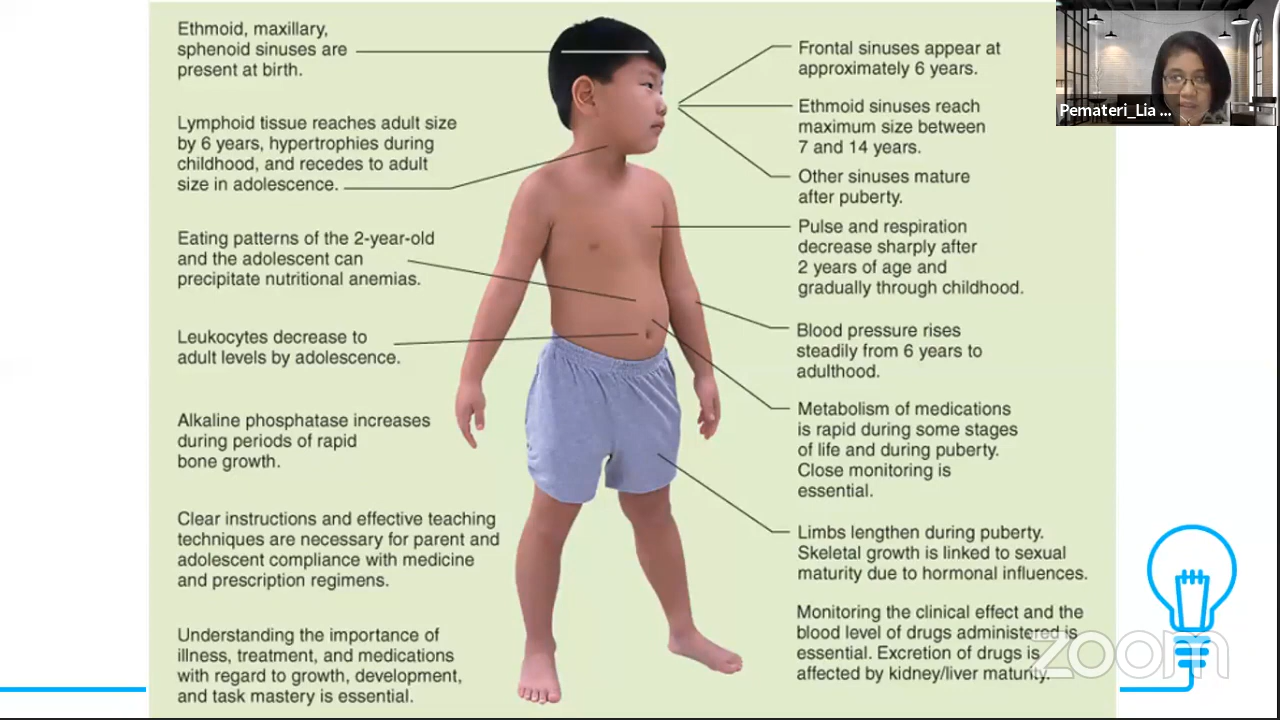 Ethmoid, maxillary,
sphenoid sinuses are
present at birth.
Lymphoid tissue reaches adult size
by 6 years, hypertrophies during
childhood, and recedes to adult
size in adolescence.
Eating patterns of the 2-year-old
and the adolescent can
precipitate nutritional anemias.
Leukocytes decrease to
adult levels by adolescence.
Alkaline phosphatase increases
during periods of rapid
bone growth.
Clear instructions and effective teaching
techniques are necessary for parent and
adolescent compliance with medicine
and prescription regimens.
Understanding the importance of
illness, treatment, and medications
with regard to growth, development,
and task mastery is essential.
Frontal sinuses appear at
approximately 6 years.
Ethmoid sinuses reach
maximum size between
7 and 14 years.
Other sinuses mature
after puberty.
Pulse and respiration
decrease sharply after
2 years of age and
gradually through childhood.
Blood pressure rises
steadily from 6 years to
adulthood.
Metabolism of medications
is rapid during some stages
of life and during puberty.
Close monitoring is
essential.
Limbs lengthen during puberty.
Skeletal growth is linked to sexual
maturity due to hormonal influences.
Monitoring the clinical effect and the
blood level of drugs administered is
essential. Excretion of drugs is
affected by kidney/liver maturity.
Pemateri_Lia ...
zoom